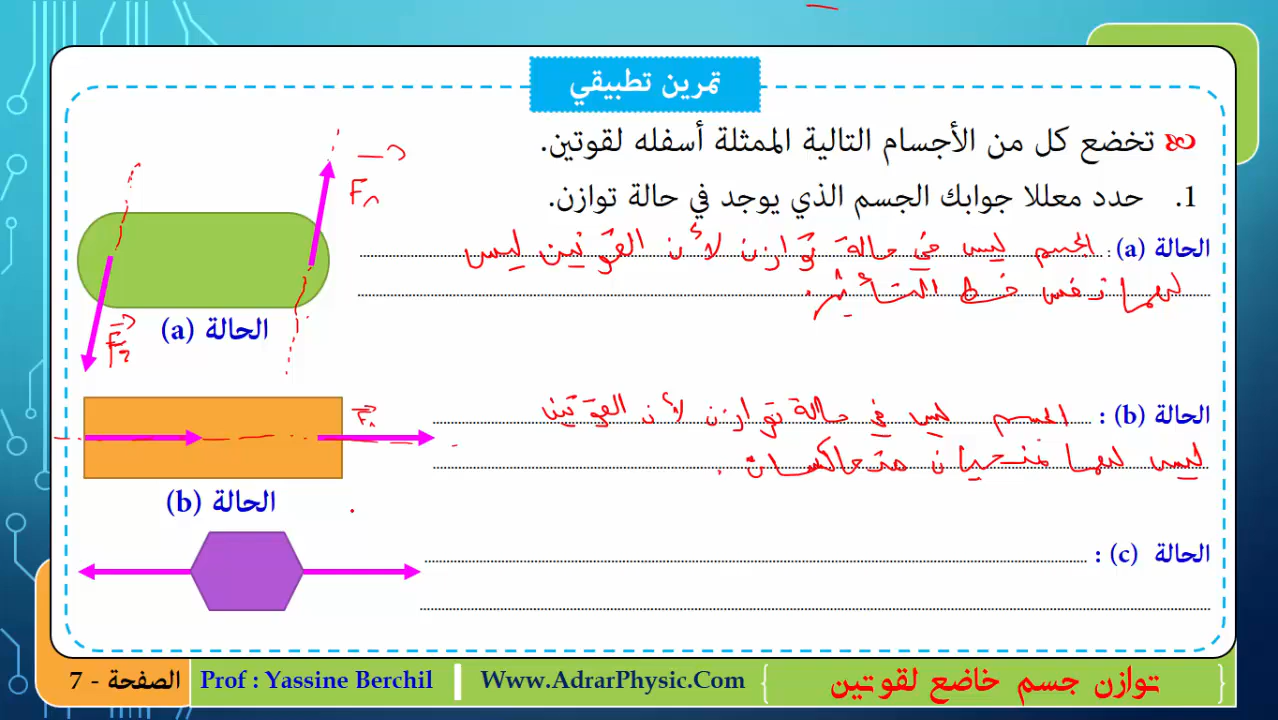 تمرين تطبيقي
تخضع كل من الأجسام التالية الممثلة أسفله لقوتين.
1. حدد معللا جوابك الجسم الذي يوجد في حالة توازن.
الحالة (a) : الجسم ليس في حالة توازن لأن القوتين ليس
لهما نفس خط التأثير.
F₁
F₂
الحالة (a)
الحالة (b) : الجسم ليس في حالة توازن لأن القوتين
ليس لهما منحيان متعاكسان.
F₁
الحالة (b)
الحالة (c) :
الصفحة - 7
Prof : Yassine Berchil
Www.AdrarPhysic.Com
توازن جسم خاضع لقوتين